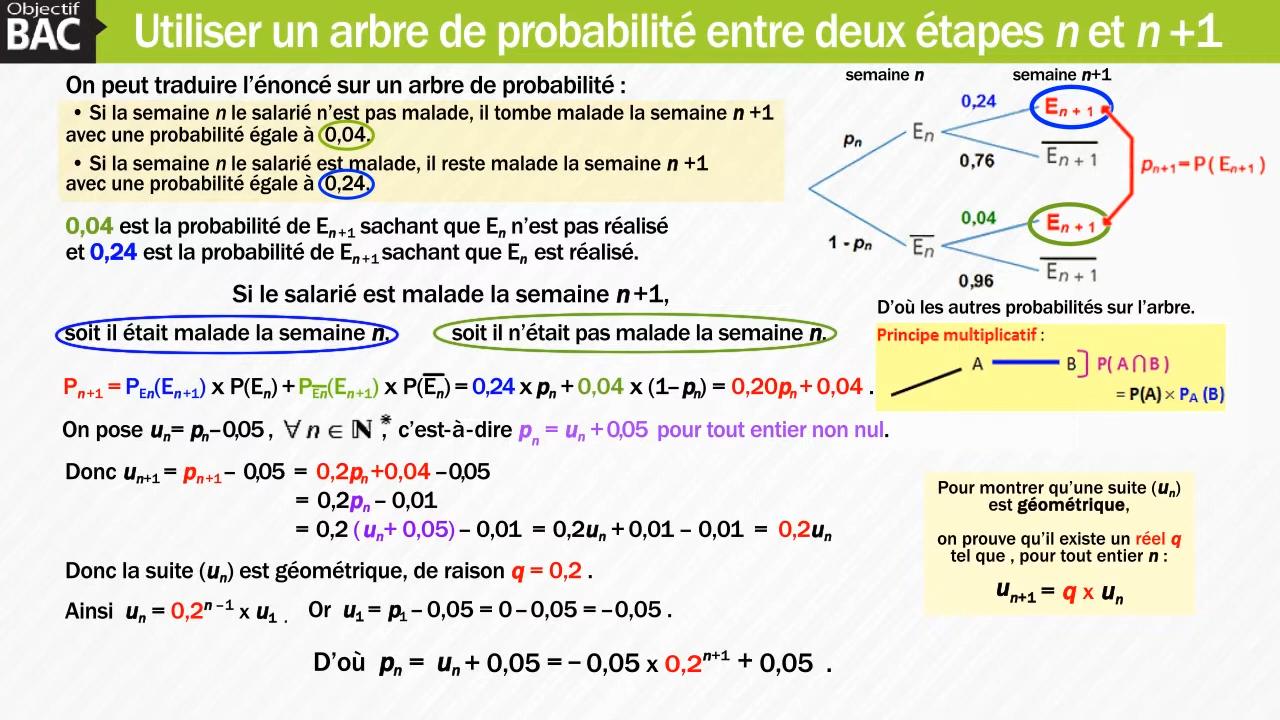 Objectif
BAC
Utiliser un arbre de probabilité entre deux étapes n et n +1
On peut traduire l'énoncé sur un arbre de probabilité :
• Si la semaine n le salarié n'est pas malade, il tombe malade la semaine n +1
avec une probabilité égale à 0,04.
• Si la semaine n le salarié est malade, il reste malade la semaine n +1
avec une probabilité égale à 0,24.
0,04 est la probabilité de Eₙ₊₁ sachant que Eₙ n'est pas réalisé
et 0,24 est la probabilité de Eₙ₊₁ sachant que Eₙ est réalisé.
Si le salarié est malade la semaine n+1,
soit il était malade la semaine n.
soit il n'était pas malade la semaine n.
semaine n
semaine n+1
0,24
Eₙ₊₁
pₙ
Eₙ
0,76
E̅ₙ₊₁
pₙ₊₁=P( Eₙ₊₁ )
0,04
Eₙ₊₁
1 - pₙ
E̅ₙ
0,96
E̅ₙ₊₁
D'où les autres probabilités sur l'arbre.
Principe multiplicatif :
A B P( A ⋂ B )
= P(A) × P_A (B)
Pₙ₊₁ = P_Eₙ(Eₙ₊₁) x P(Eₙ) + P_E̅ₙ(Eₙ₊₁) x P(E̅ₙ) = 0,24 x pₙ + 0,04 x (1–pₙ) = 0,20pₙ + 0,04 .
On pose uₙ= pₙ–0,05 , ∀ n ∈ ℕ*, c'est-à-dire pₙ = uₙ + 0,05 pour tout entier non nul.
Donc uₙ₊₁ = pₙ₊₁ – 0,05 = 0,2pₙ+0,04 –0,05
= 0,2pₙ – 0,01
= 0,2 ( uₙ+ 0,05) – 0,01 = 0,2uₙ + 0,01 – 0,01 = 0,2uₙ
Donc la suite (uₙ) est géométrique, de raison q = 0,2 .
Ainsi uₙ = 0,2ⁿ⁻¹ x u₁ . Or u₁ = p₁ – 0,05 = 0 – 0,05 = – 0,05 .
D'où pₙ = uₙ + 0,05 = – 0,05 x 0,2ⁿ⁺¹ + 0,05 .
Pour montrer qu'une suite (uₙ)
est géométrique,
on prouve qu'il existe un réel q
tel que , pour tout entier n :
uₙ₊₁ = q x uₙ